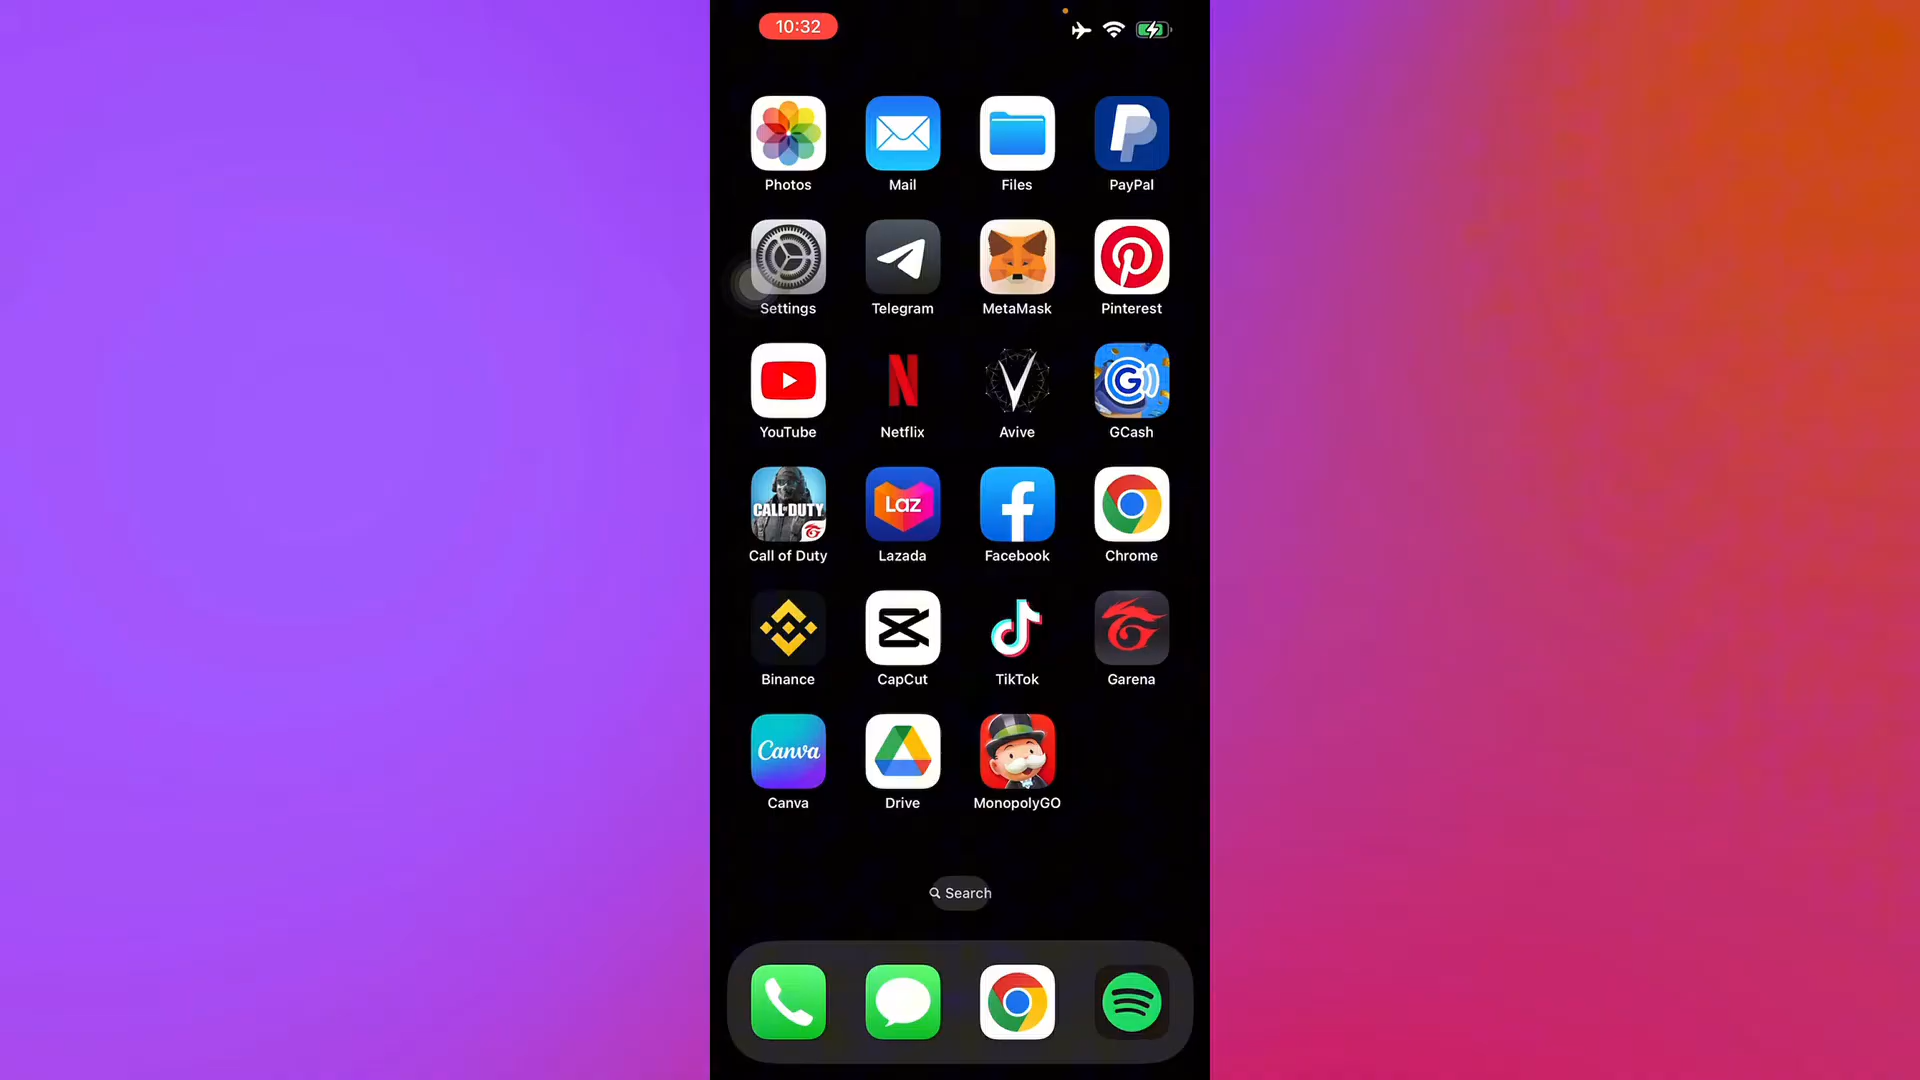 10:32
Photos Mail Files PayPal
Settings Telegram MetaMask Pinterest
YouTube Netflix Avive GCash
CALL OF DUTY
Laz
Call of Duty Lazada Facebook Chrome
Binance CapCut TikTok Garena
Canva
Canva Drive MonopolyGO
Search